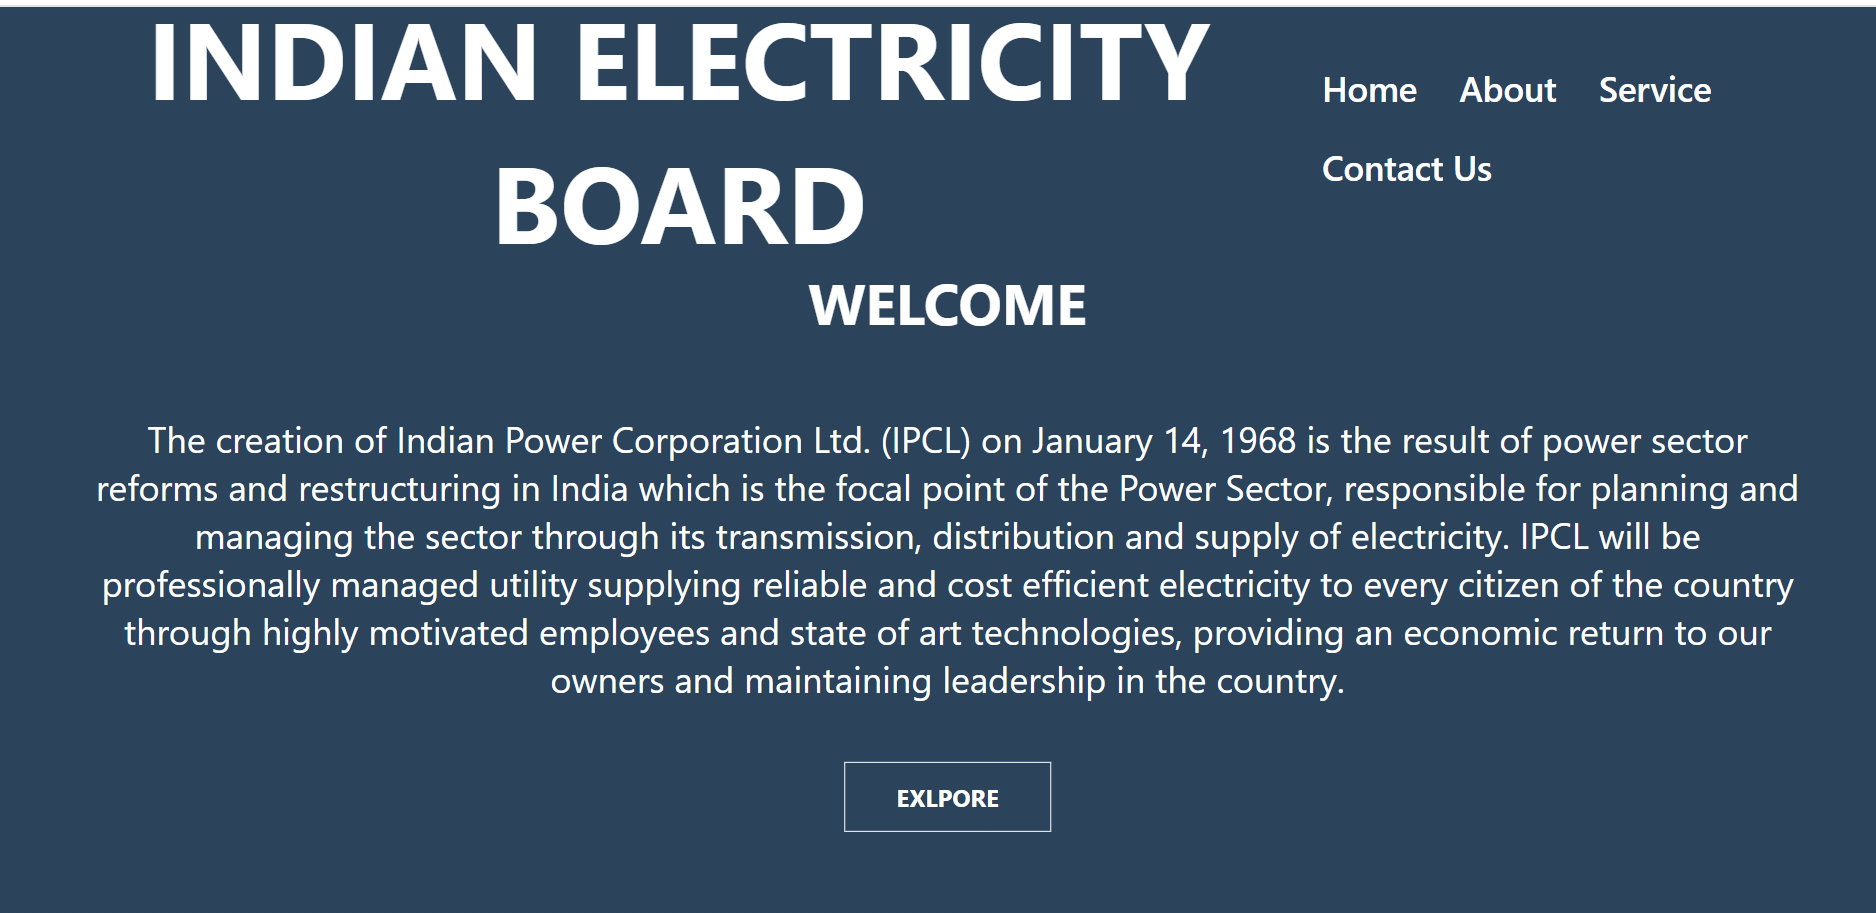 INDIAN ELECTRICITY
BOARD
Home About Service
Contact Us
WELCOME
The creation of Indian Power Corporation Ltd. (IPCL) on January 14, 1968 is the result of power sector
reforms and restructuring in India which is the focal point of the Power Sector, responsible for planning and
managing the sector through its transmission, distribution and supply of electricity. IPCL will be
professionally managed utility supplying reliable and cost efficient electricity to every citizen of the country
through highly motivated employees and state of art technologies, providing an economic return to our
owners and maintaining leadership in the country.
EXLPORE